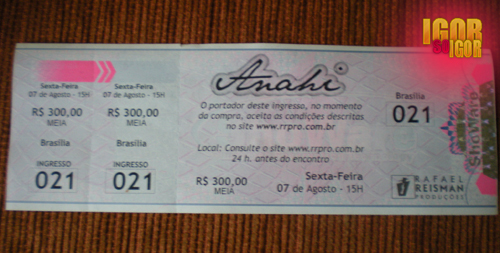 IGOR
SÓ
IGOR
Sexta-Feira
07 de Agosto - 15H
R$ 300,00
MEIA
Brasília
INGRESSO
021
Sexta-Feira
07 de Agosto - 15H
R$ 300,00
MEIA
Brasília
INGRESSO
021
Anahi
O portador deste ingresso, no momento
da compra, aceita as condições descritas
no site www.rrpro.com.br
Local: Consulte o site www.rrpro.com.br
24 h. antes do encontro
R$ 300,00
MEIA
Sexta-Feira
07 de Agosto - 15H
Brasília
021
RAFAEL
REISMAN
PRODUÇÕES